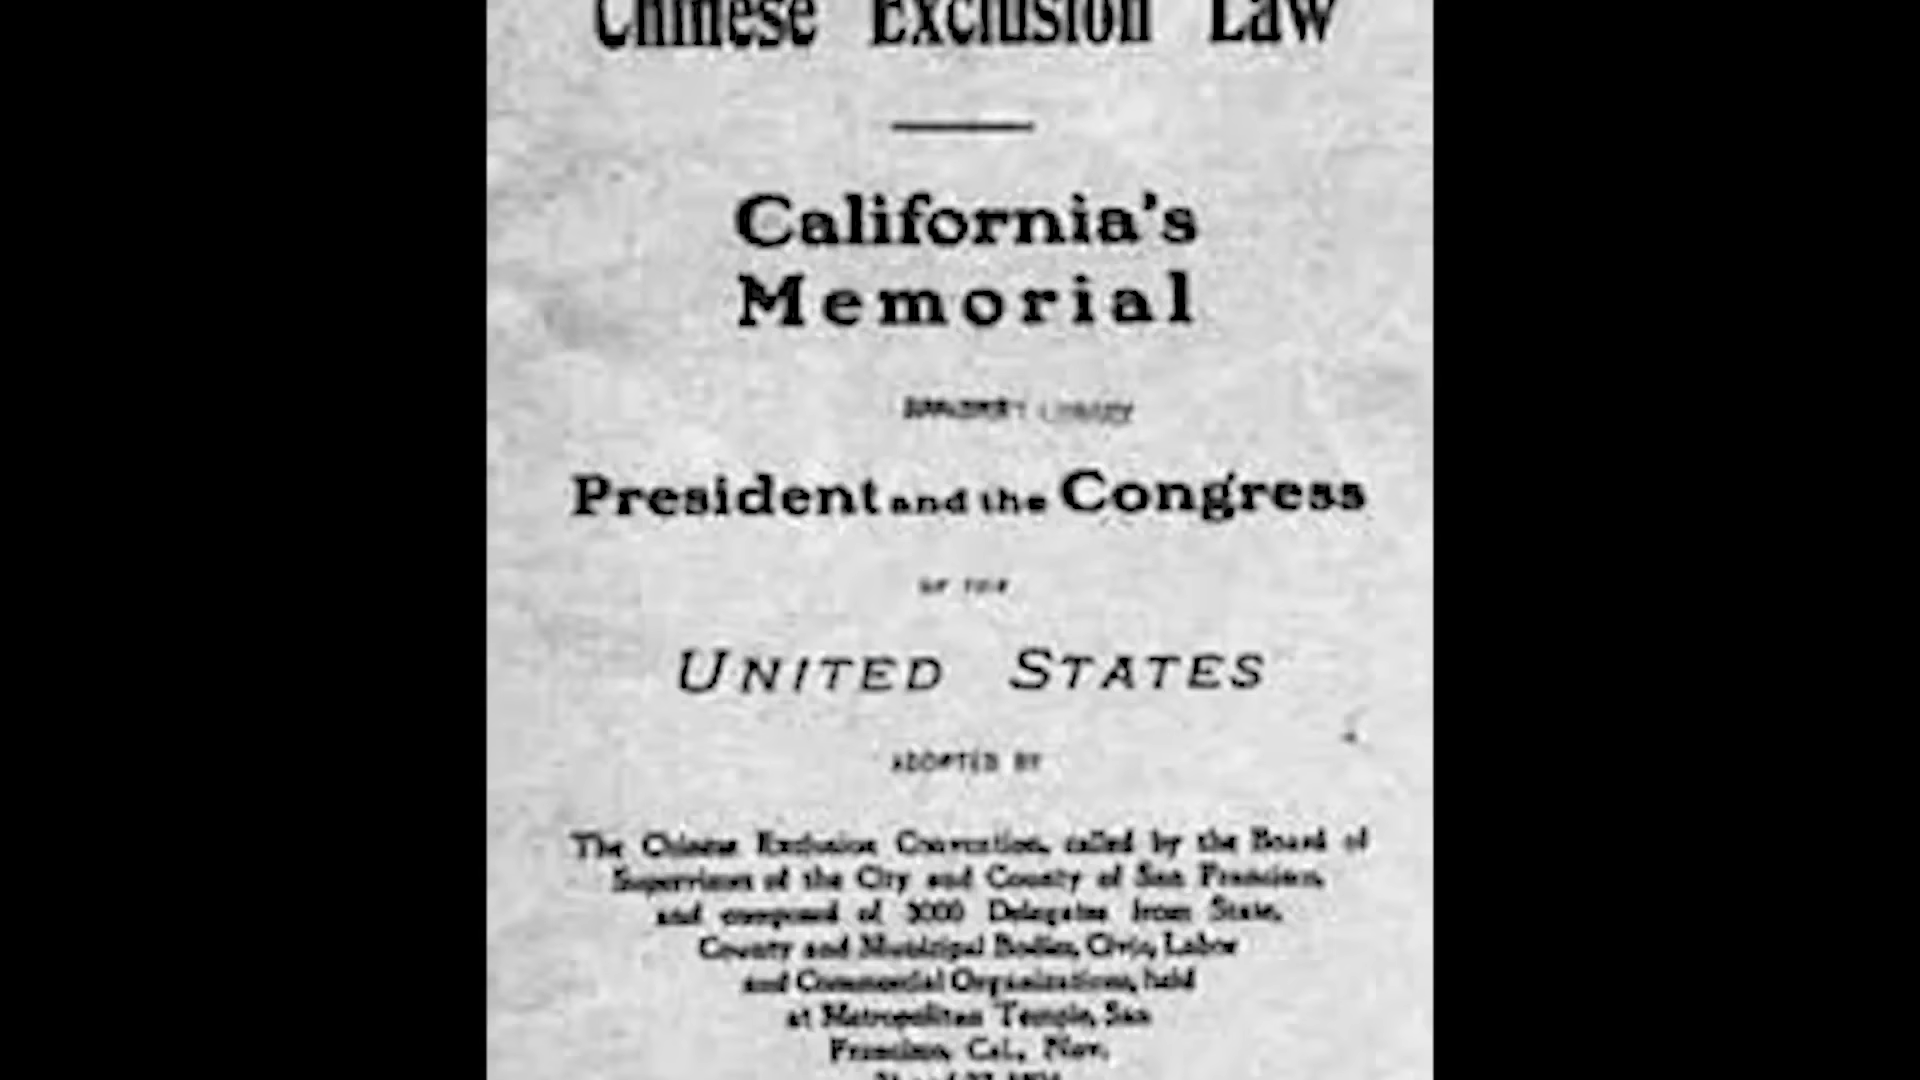 Chinese Exclusion Law
California's
Memorial
President and the Congress
OF THE
UNITED STATES
ADOPTED BY
The Chinese Exclusion Convention, called by the Board of
Supervisors of the City and County of San Francisco,
and composed of 3000 Delegates from State,
County and Municipal Bodies, Civic, Labor
and Commercial Organizations, held
at Metropolitan Temple, San
Francisco, Cal., Nov.